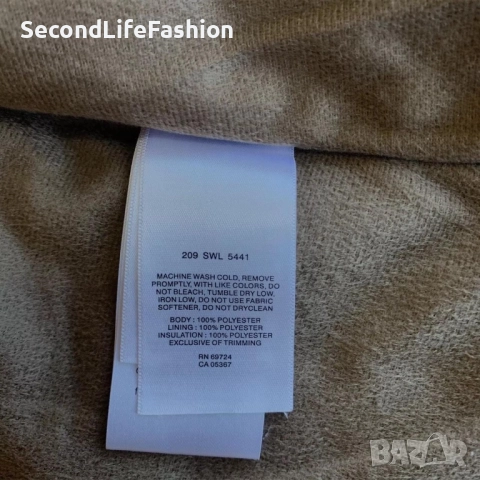 SecondLifeFashion
209 SWL 5441
MACHINE WASH COLD, REMOVE
PROMPTLY, WITH LIKE COLORS, DO
NOT BLEACH, TUMBLE DRY LOW,
IRON LOW, DO NOT USE FABRIC
SOFTENER, DO NOT DRYCLEAN
BODY : 100% POLYESTER
LINING : 100% POLYESTER
INSULATION : 100% POLYESTER
EXCLUSIVE OF TRIMMING
RN 69724
CA 05367
BAZAR